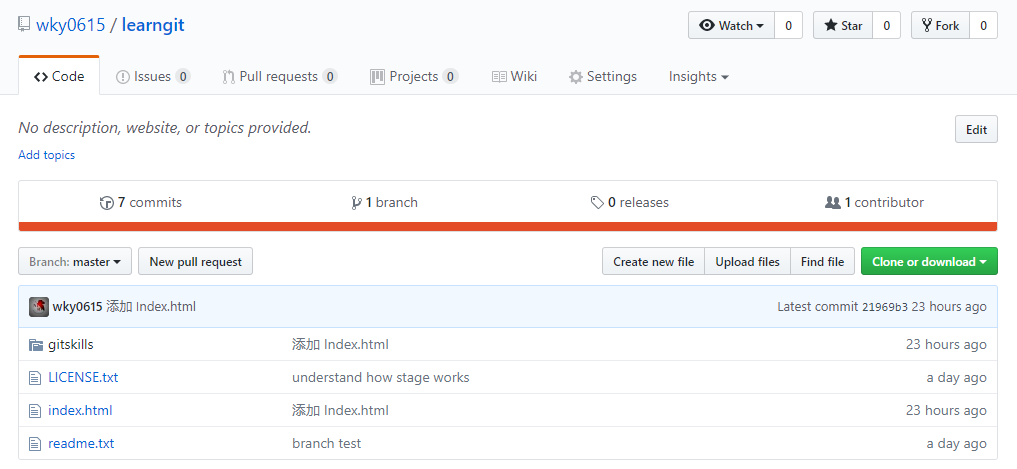 wky0615 / learngit Watch 0 Star 0 Fork 0
Code Issues 0 Pull requests 0 Projects 0 Wiki Settings Insights
No description, website, or topics provided. Edit
Add topics
7 commits 1 branch 0 releases 1 contributor
Branch: master New pull request Create new file Upload files Find file Clone or download
wky0615 添加 Index.html Latest commit 21969b3 23 hours ago
gitskills 添加 Index.html 23 hours ago
LICENSE.txt understand how stage works a day ago
index.html 添加 Index.html 23 hours ago
readme.txt branch test a day ago